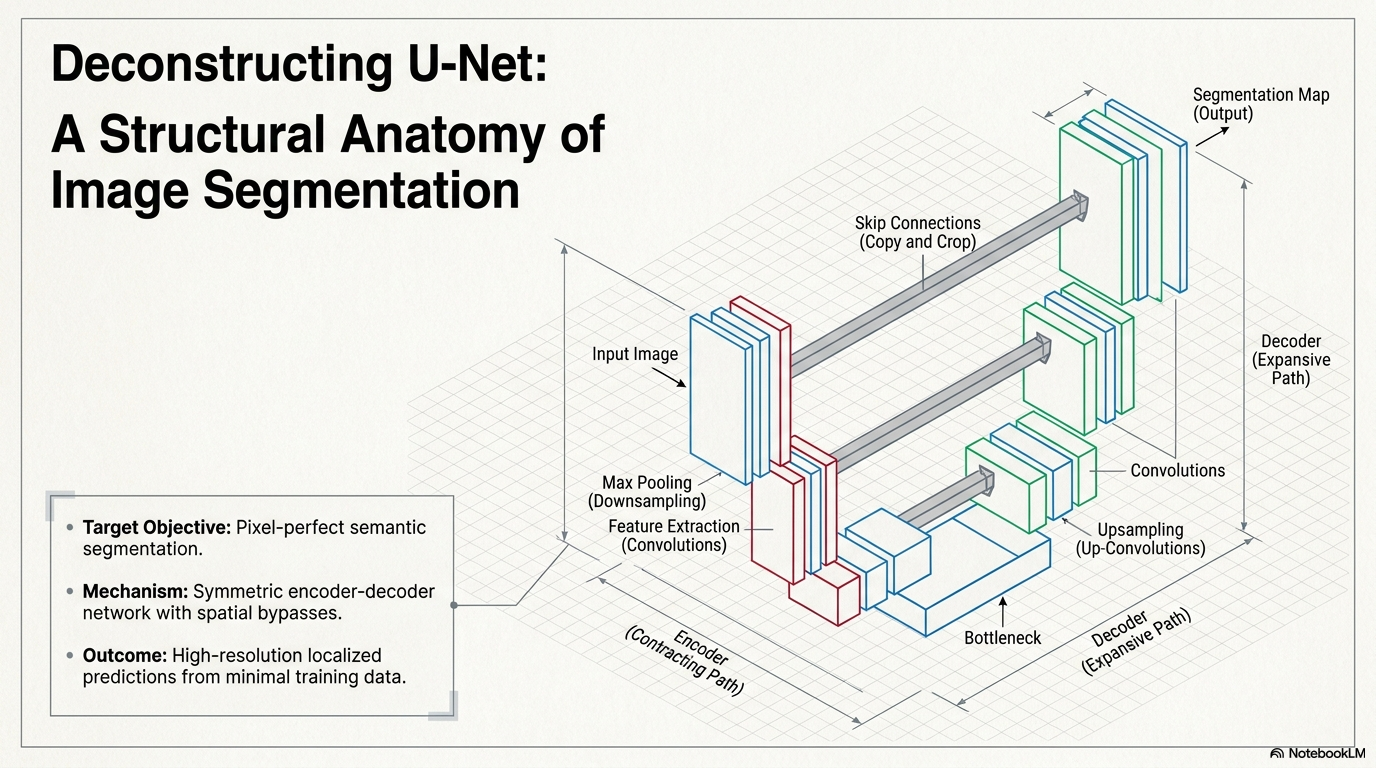 Deconstructing U-Net:
A Structural Anatomy of
Image Segmentation
Segmentation Map
(Output)
Skip Connections
(Copy and Crop)
Input Image
Decoder
(Expansive
Path)
Max Pooling
(Downsampling)
Feature Extraction
(Convolutions)
Convolutions
Upsampling
(Up-Convolutions)
Bottleneck
Encoder
(Contracting Path)
Decoder
(Expansive Path)
• Target Objective: Pixel-perfect semantic
segmentation.
• Mechanism: Symmetric encoder-decoder
network with spatial bypasses.
• Outcome: High-resolution localized
predictions from minimal training data.
NotebookLM